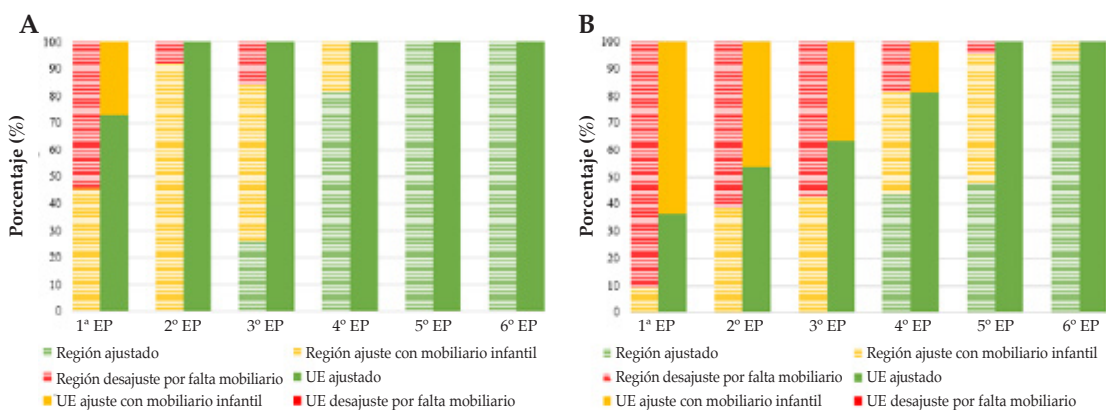 A
Porcentaje (%)
100
90
80
70
60
50
40
30
20
10
0
1ª EP 2º EP 3º EP 4º EP 5º EP 6º EP
Región ajustado
Región ajuste con mobiliario infantil
Región desajuste por falta mobiliario
UE ajustado
UE ajuste con mobiliario infantil
UE desajuste por falta mobiliario
B
Porcentaje (%)
100
90
80
70
60
50
40
30
20
10
0
1ª EP 2º EP 3º EP 4º EP 5º EP 6º EP
Región ajustado
Región ajuste con mobiliario infantil
Región desajuste por falta mobiliario
UE ajustado
UE ajuste con mobiliario infantil
UE desajuste por falta mobiliario